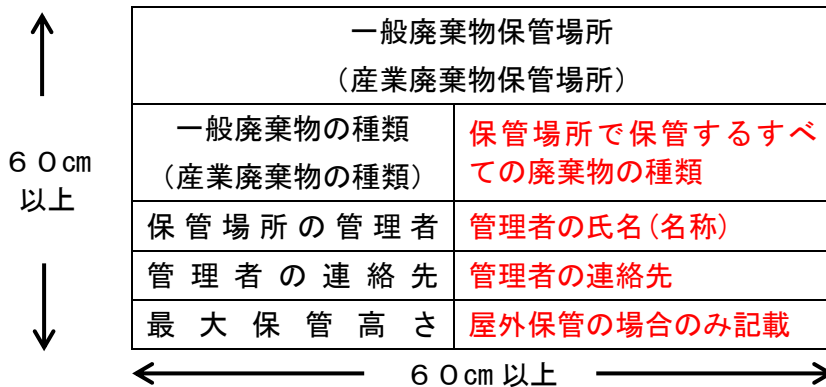 一般廃棄物保管場所
（産業廃棄物保管場所）
一般廃棄物の種類
（産業廃棄物の種類）
保管場所で保管するすべ
ての廃棄物の種類
保管場所の管理者
管理者の氏名(名称)
管理者の連絡先
管理者の連絡先
最大保管高さ
屋外保管の場合のみ記載
６０㎝
以上
６０㎝以上